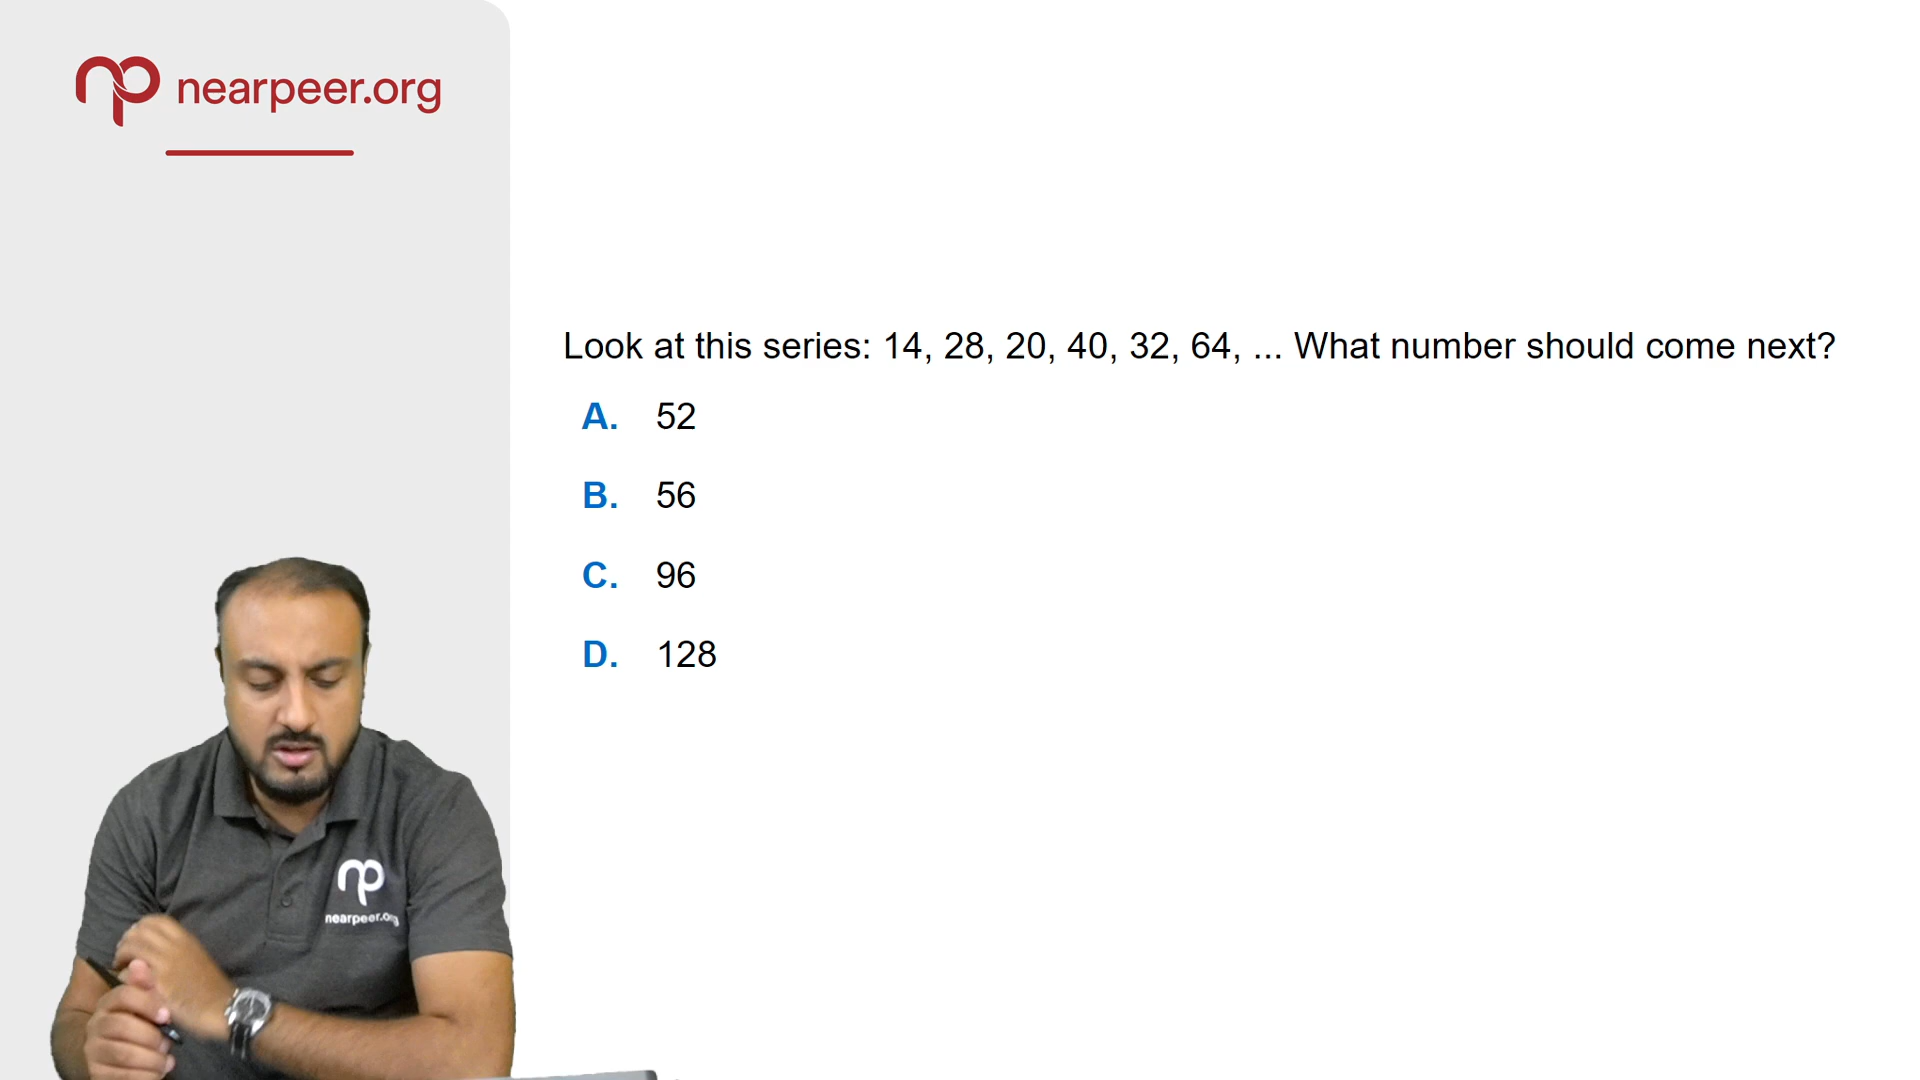 nearpeer.org
Look at this series: 14, 28, 20, 40, 32, 64, ... What number should come next?
A. 52
B. 56
C. 96
D. 128
nearpeer.org